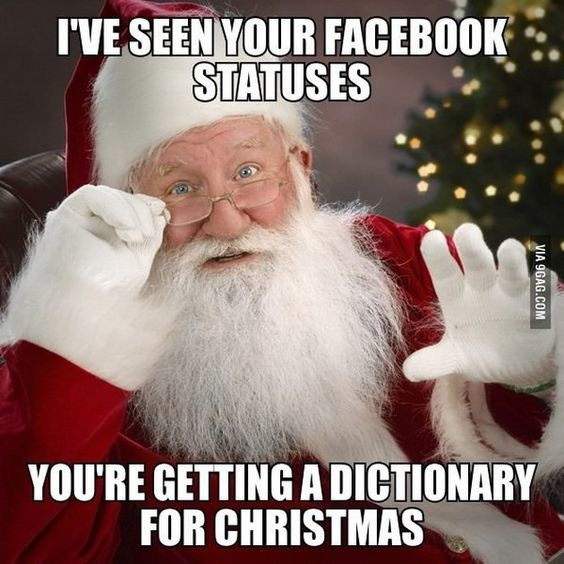 I'VE SEEN YOUR FACEBOOK
STATUSES
VIA 9GAG.COM
YOU'RE GETTING A DICTIONARY
FOR CHRISTMAS